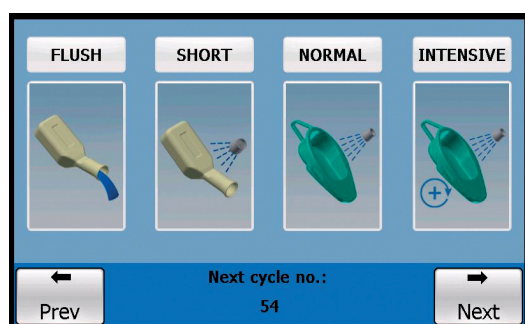 FLUSH
SHORT
NORMAL
INTENSIVE
Next cycle no.:
54
Prev
Next